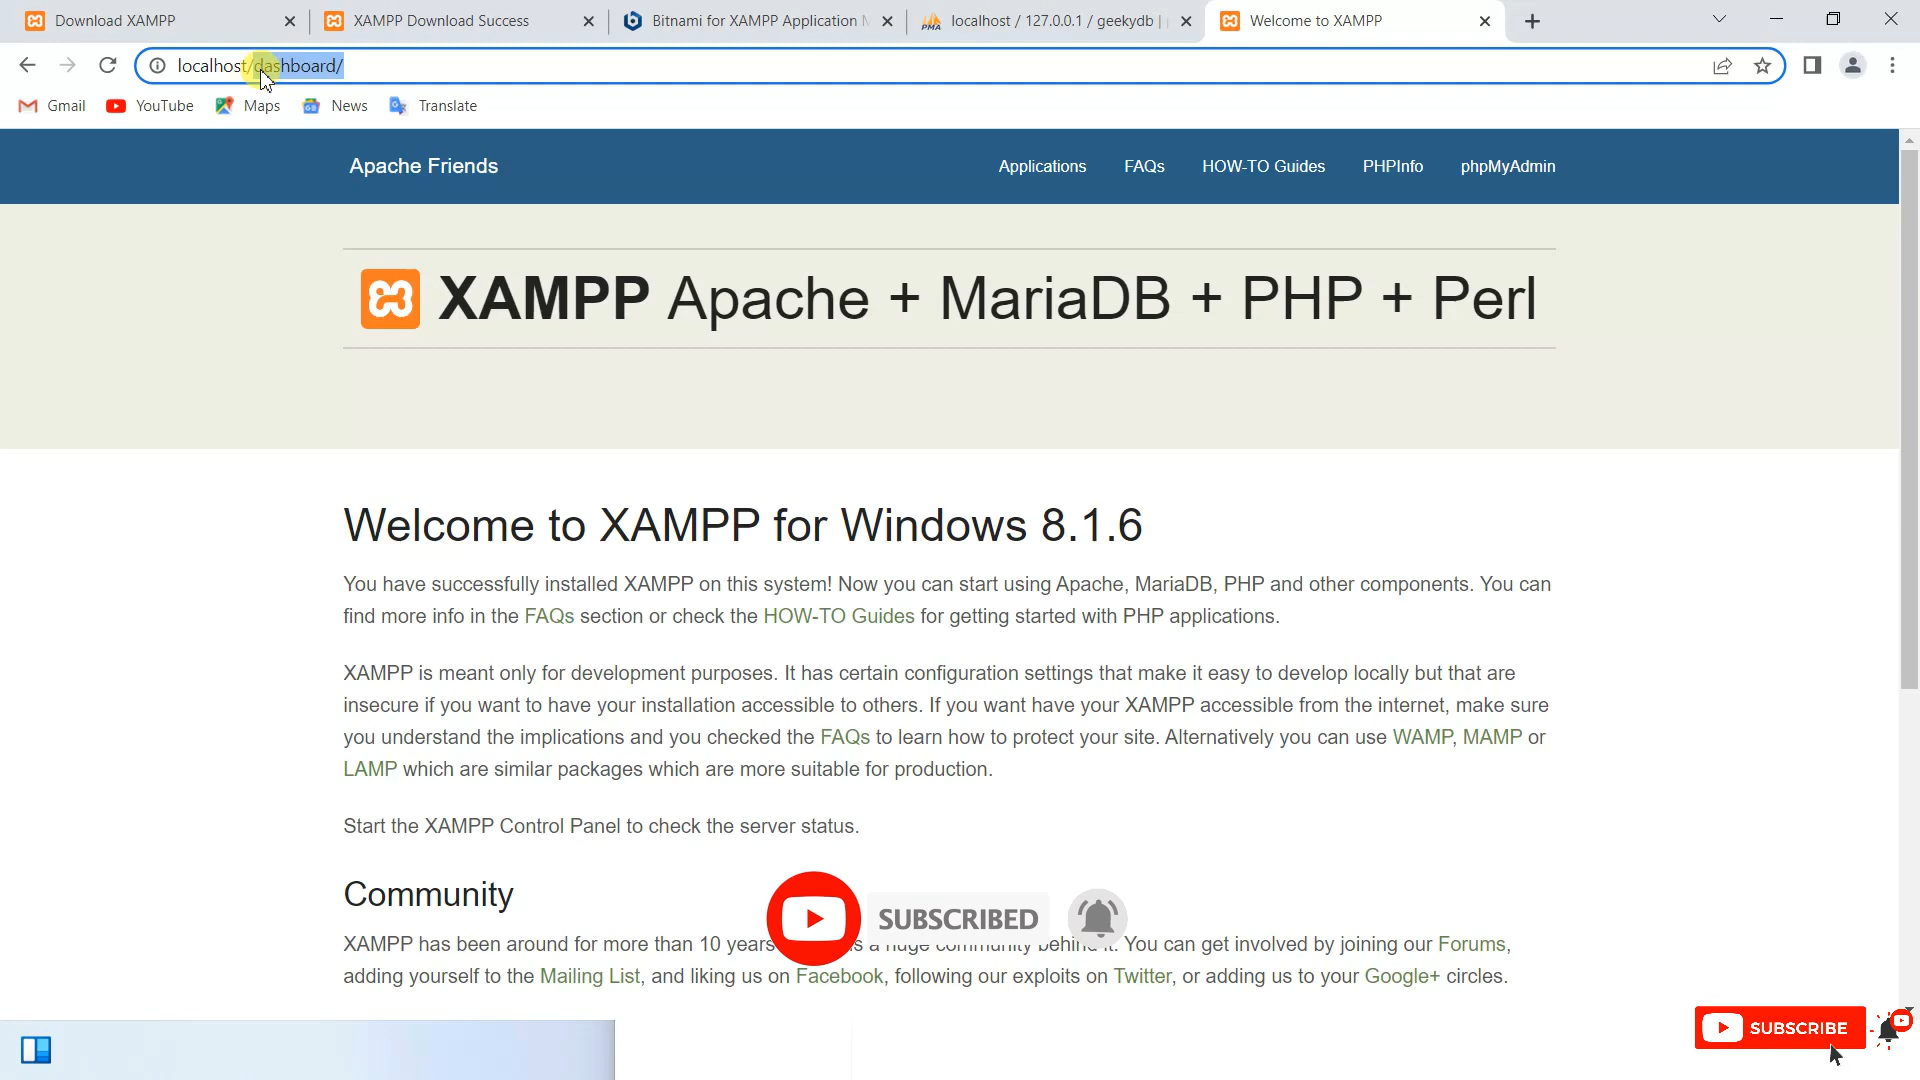 Download XAMPP
XAMPP Download Success
Bitnami for XAMPP Application
localhost / 127.0.0.1 / geekydb |
Welcome to XAMPP
localhost/dashboard/
Gmail
YouTube
Maps
News
Translate
Apache Friends
Applications
FAQs
HOW-TO Guides
PHPInfo
phpMyAdmin
XAMPP Apache + MariaDB + PHP + Perl
Welcome to XAMPP for Windows 8.1.6
You have successfully installed XAMPP on this system! Now you can start using Apache, MariaDB, PHP and other components. You can
find more info in the FAQs section or check the HOW-TO Guides for getting started with PHP applications.
XAMPP is meant only for development purposes. It has certain configuration settings that make it easy to develop locally but that are
insecure if you want to have your installation accessible to others. If you want have your XAMPP accessible from the internet, make sure
you understand the implications and you checked the FAQs to learn how to protect your site. Alternatively you can use WAMP, MAMP or
LAMP which are similar packages which are more suitable for production.
Start the XAMPP Control Panel to check the server status.
Community
SUBSCRIBED
XAMPP has been around for more than 10 years a huge community behind it. You can get involved by joining our Forums,
adding yourself to the Mailing List, and liking us on Facebook, following our exploits on Twitter, or adding us to your Google+ circles.
SUBSCRIBE